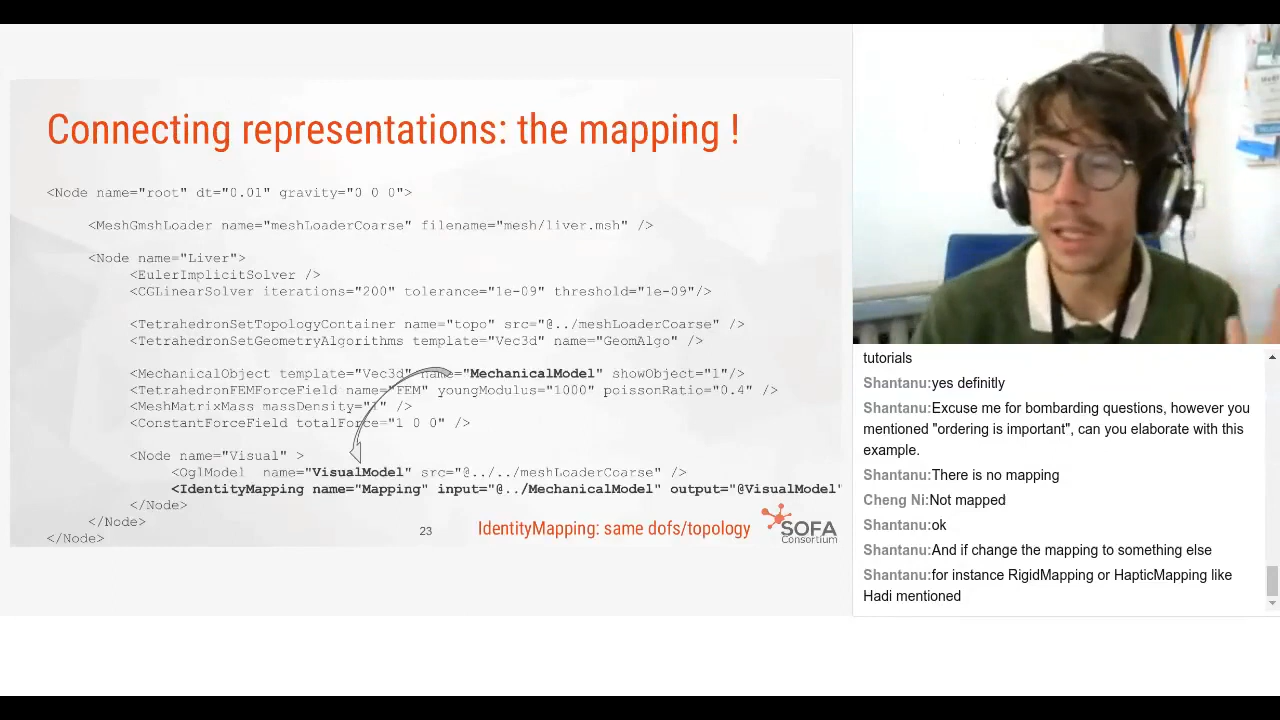 Connecting representations: the mapping !
<Node name="root" dt="0.01" gravity="0 0 0">
<MeshGmshLoader name="meshLoaderCoarse" filename="mesh/liver.msh" />
<Node name="Liver">
<EulerImplicitSolver />
<CGLinearSolver iterations="200" tolerance="1e-09" threshold="1e-09"/>
<TetrahedronSetTopologyContainer name="topo" src="@../meshLoaderCoarse" />
<TetrahedronSetGeometryAlgorithms template="Vec3d" name="GeomAlgo" />
<MechanicalObject template="Vec3d" name="MechanicalModel" showObject="1"/>
<TetrahedronFEMForceField name="FEM" youngModulus="1000" poissonRatio="0.4" />
<MeshMatrixMass massDensity="1" />
<ConstantForceField totalForce="1 0 0" />
<Node name="Visual" >
<OglModel name="VisualModel" src="@../../meshLoaderCoarse" />
<IdentityMapping name="Mapping" input="@../MechanicalModel" output="@VisualModel"
</Node>
</Node>
</Node>
23
IdentityMapping: same dofs/topology
SOFA
Consortium
tutorials
Shantanu:yes definitly
Shantanu:Excuse me for bombarding questions, however you
mentioned "ordering is important", can you elaborate with this
example.
Shantanu:There is no mapping
Cheng Ni:Not mapped
Shantanu:ok
Shantanu:And if change the mapping to something else
Shantanu:for instance RigidMapping or HapticMapping like
Hadi mentioned